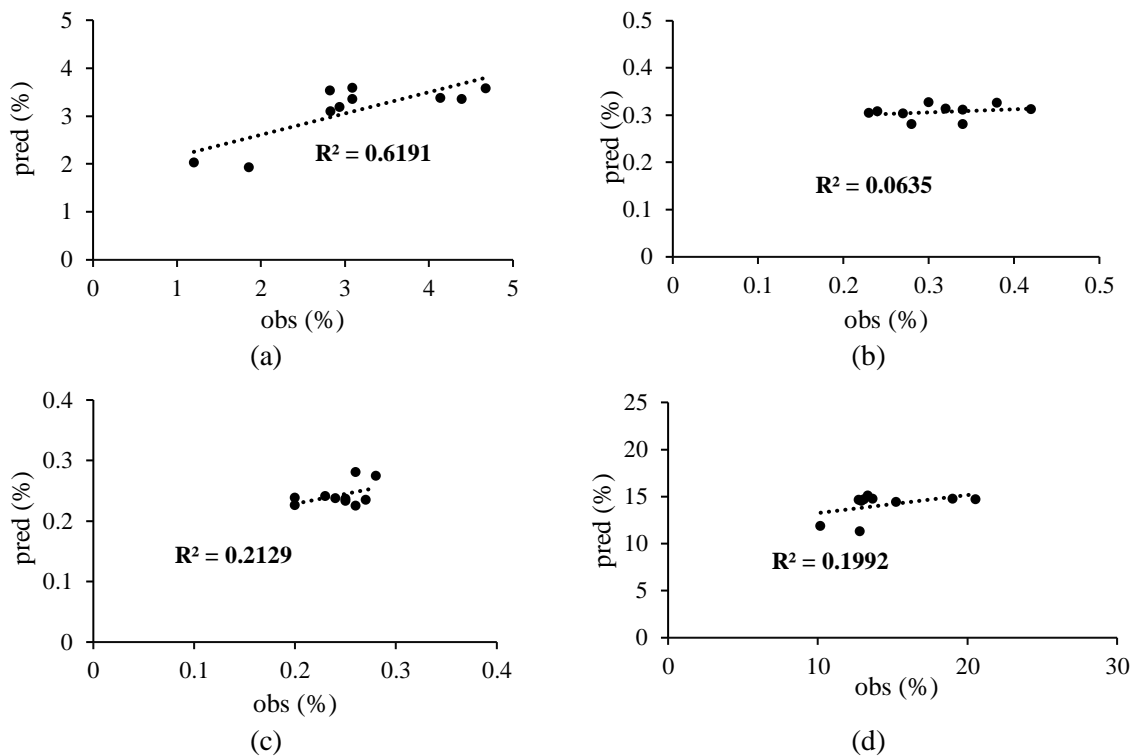 5
4
3
2
1
0
pred (%)
R² = 0.6191
0 1 2 3 4 5
obs (%)
(a)
0.5
0.4
0.3
0.2
0.1
0
pred (%)
R² = 0.0635
0 0.1 0.2 0.3 0.4 0.5
obs (%)
(b)
0.4
0.3
0.2
0.1
0
pred (%)
R² = 0.2129
0 0.1 0.2 0.3 0.4
obs (%)
(c)
25
20
15
10
5
0
pred (%)
R² = 0.1992
0 10 20 30
obs (%)
(d)